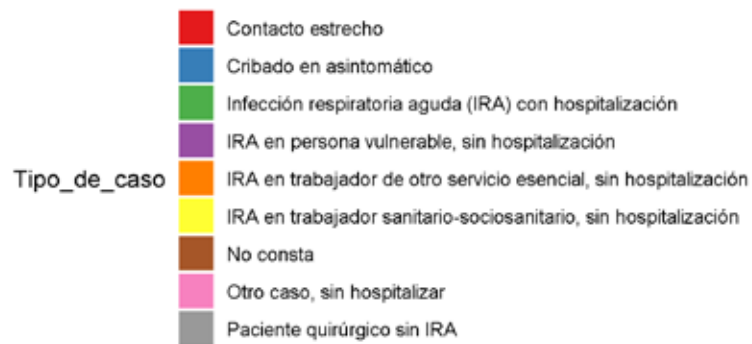 Contacto estrecho
Cribado en asintomático
Infección respiratoria aguda (IRA) con hospitalización
IRA en persona vulnerable, sin hospitalización
Tipo_de_caso
IRA en trabajador de otro servicio esencial, sin hospitalización
IRA en trabajador sanitario-sociosanitario, sin hospitalización
No consta
Otro caso, sin hospitalizar
Paciente quirúrgico sin IRA